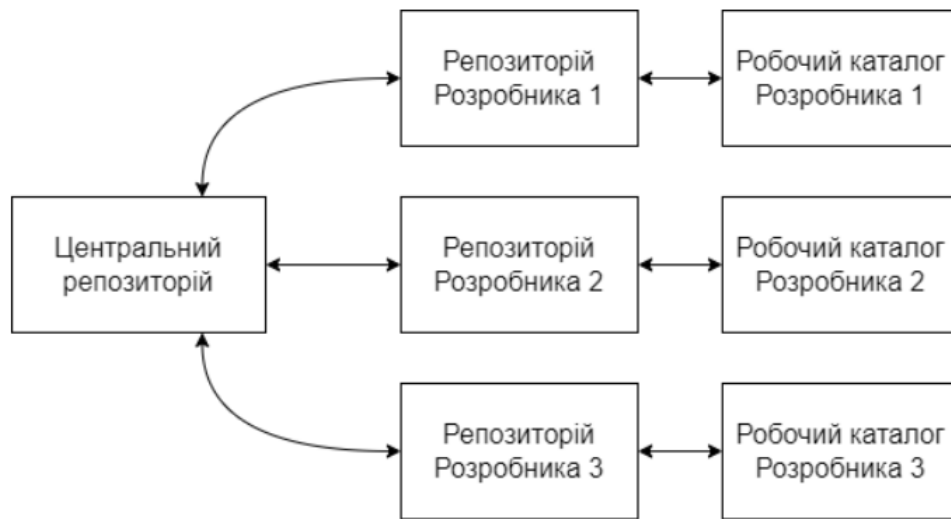 Репозиторій
Розробника 1
Робочий каталог
Розробника 1
Центральний
репозиторій
Репозиторій
Розробника 2
Робочий каталог
Розробника 2
Репозиторій
Розробника 3
Робочий каталог
Розробника 3